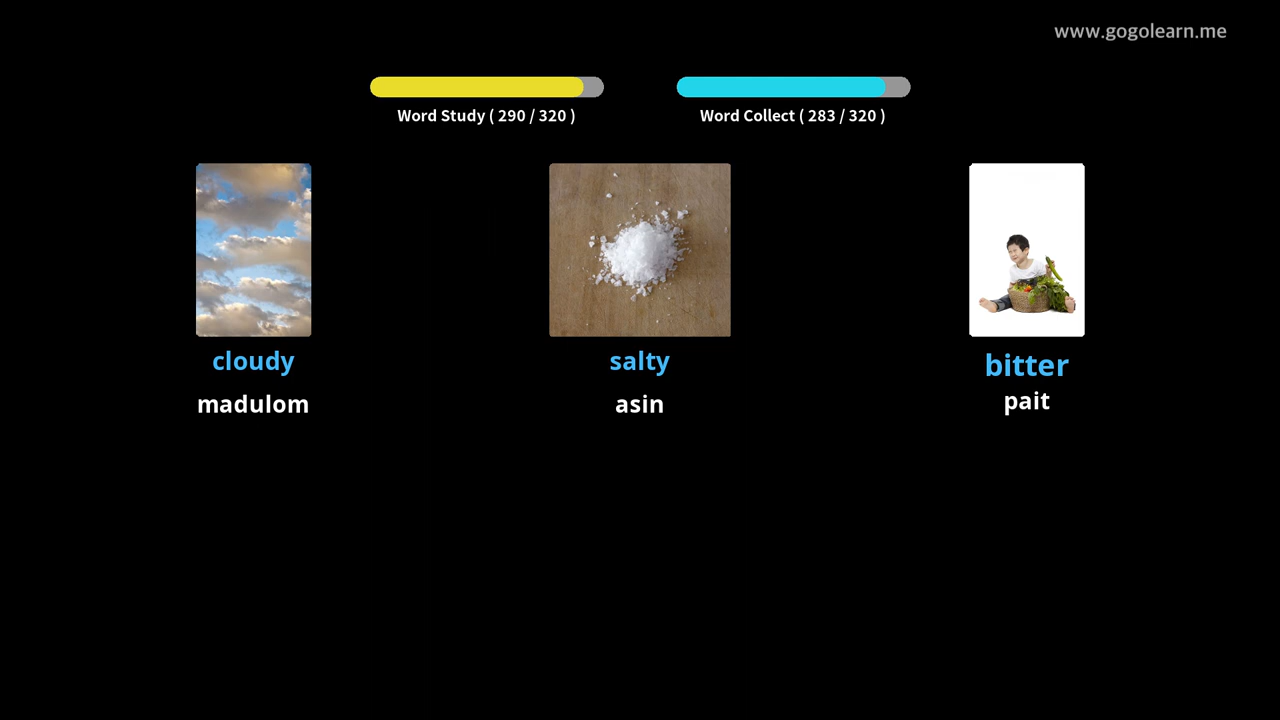 www.gogolearn.me
Word Study ( 290 / 320 )
Word Collect ( 283 / 320 )
cloudy
madulom
salty
asin
bitter
pait